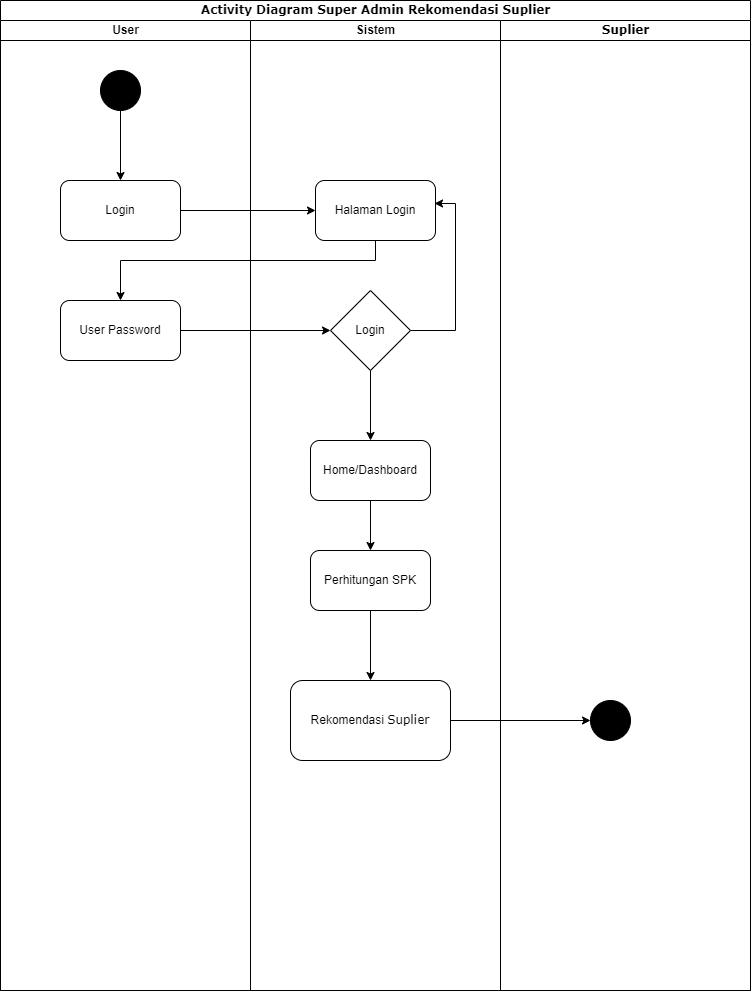 Activity Diagram Super Admin Rekomendasi Suplier
User
Sistem
Suplier
Login
Halaman Login
User Password
Login
Home/Dashboard
Perhitungan SPK
Rekomendasi Suplier